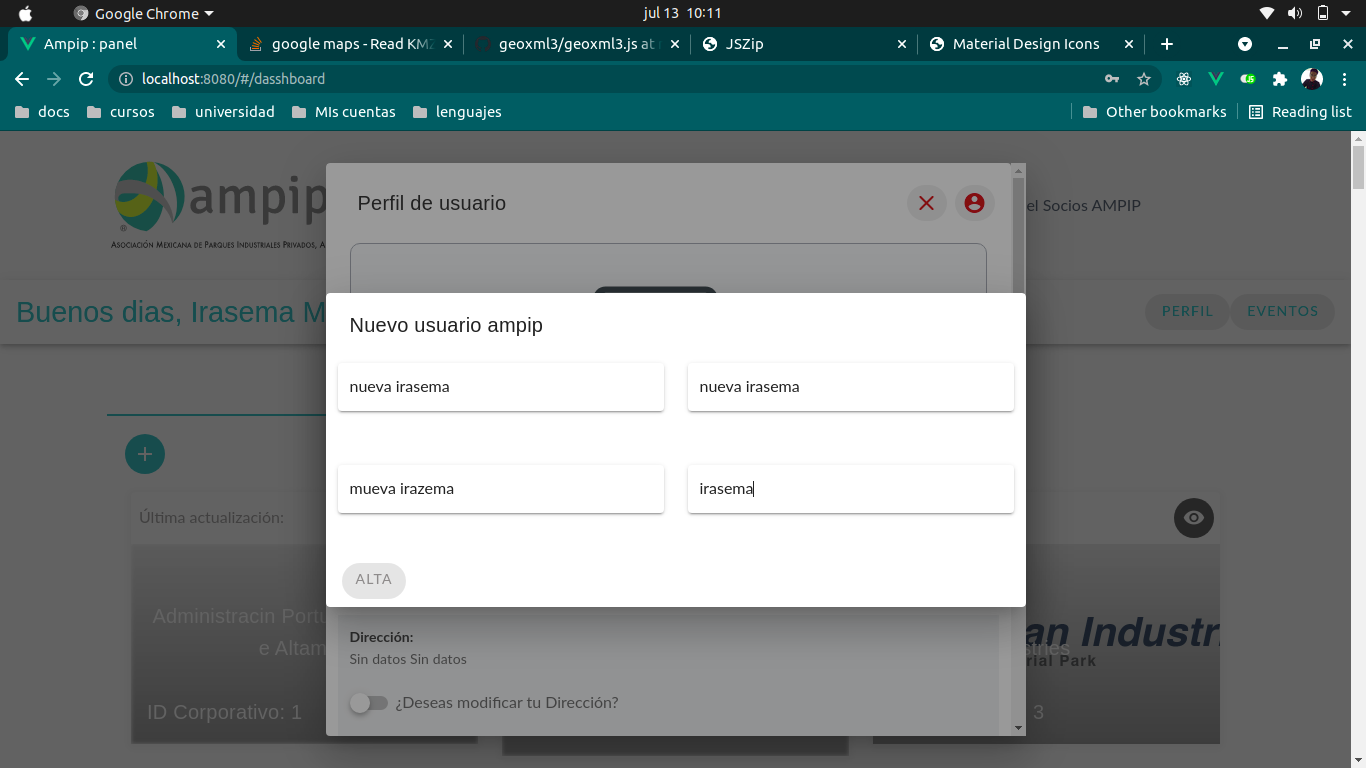 Google Chrome
jul 13 10:11
Ampip : panel
google maps - Read KMZ
geoxml3/geoxml3.js at
JSZip
Material Design Icons
localhost:8080/#/dasshboard
docs
cursos
universidad
MIs cuentas
lenguajes
Other bookmarks
Reading list
ampip
®
ASOCIACIÓN MEXICANA DE PARQUES INDUSTRIALES PRIVADOS, A
Perfil de usuario
el Socios AMPIP
Buenos dias, Irasema M
PERFIL
EVENTOS
Nuevo usuario ampip
nueva irasema
nueva irasema
mueva irazema
irasema
ALTA
Última actualización:
Administracin Portu
e Altam
ID Corporativo: 1
an Industri
rial Park
stries
3
Dirección:
Sin datos Sin datos
¿Deseas modificar tu Dirección?